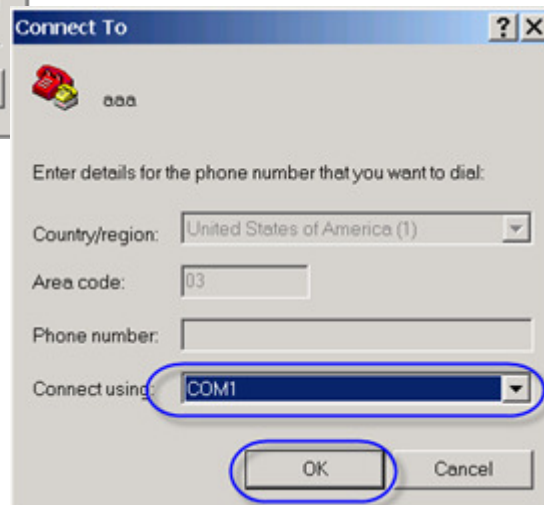 Connect To
aaa
Enter details for the phone number that you want to dial:
Country/region: United States of America (1)
Area code: 03
Phone number:
Connect using: COM1
OK Cancel